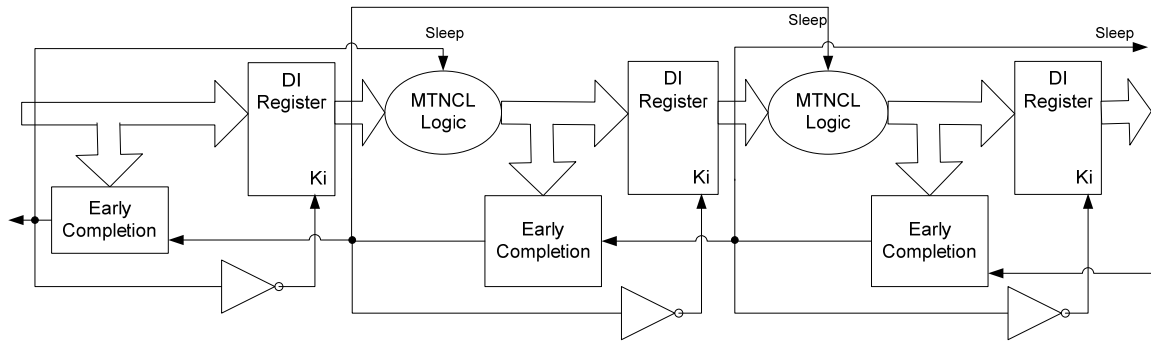 Sleep
Sleep
Sleep
DI
Register
Ki
MTNCL
Logic
DI
Register
Ki
MTNCL
Logic
DI
Register
Ki
Early
Completion
Early
Completion
Early
Completion